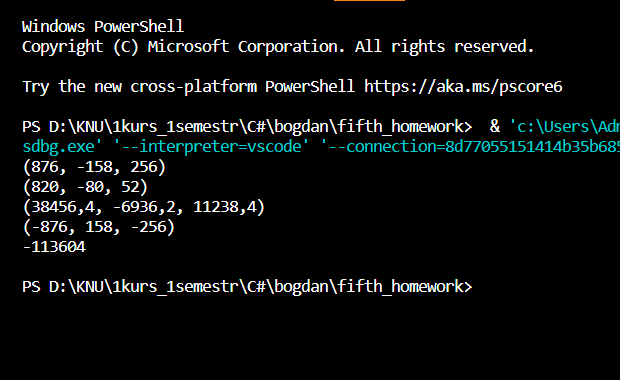 Windows PowerShell
Copyright (C) Microsoft Corporation. All rights reserved.
Try the new cross-platform PowerShell https://aka.ms/pscore6
PS D:\KNU\1kurs_1semestr\C#\bogdan\fifth_homework>  & 'c:\Users\Adm
sdbg.exe' '--interpreter=vscode' '--connection=8d77055151414b35b685
(876, -158, 256)
(820, -80, 52)
(38456,4, -6936,2, 11238,4)
(-876, 158, -256)
-113604
PS D:\KNU\1kurs_1semestr\C#\bogdan\fifth_homework>